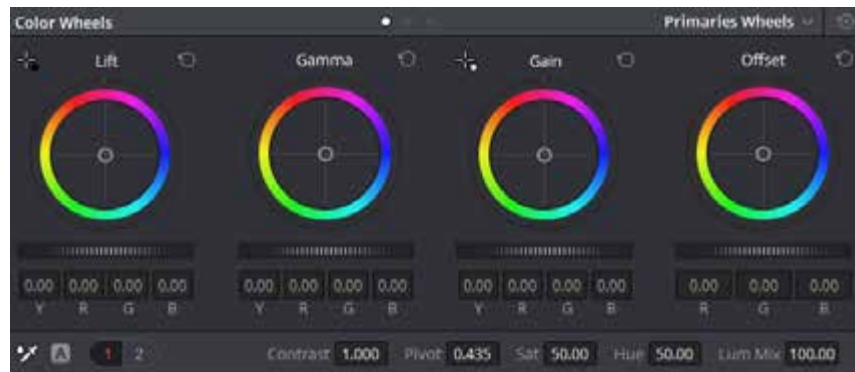 Color Wheels Primaries Wheels
Lift Gamma Gain Offset
0.00 0.00 0.00 0.00 0.00 0.00 0.00 0.00 0.00 0.00 0.00 0.00 0.00 0.00 0.00
Y R G B Y R G B Y R G B R G B
A 1 2 Contrast 1.000 Pivot 0.435 Sat 50.00 Hue 50.00 Lum Mix 100.00